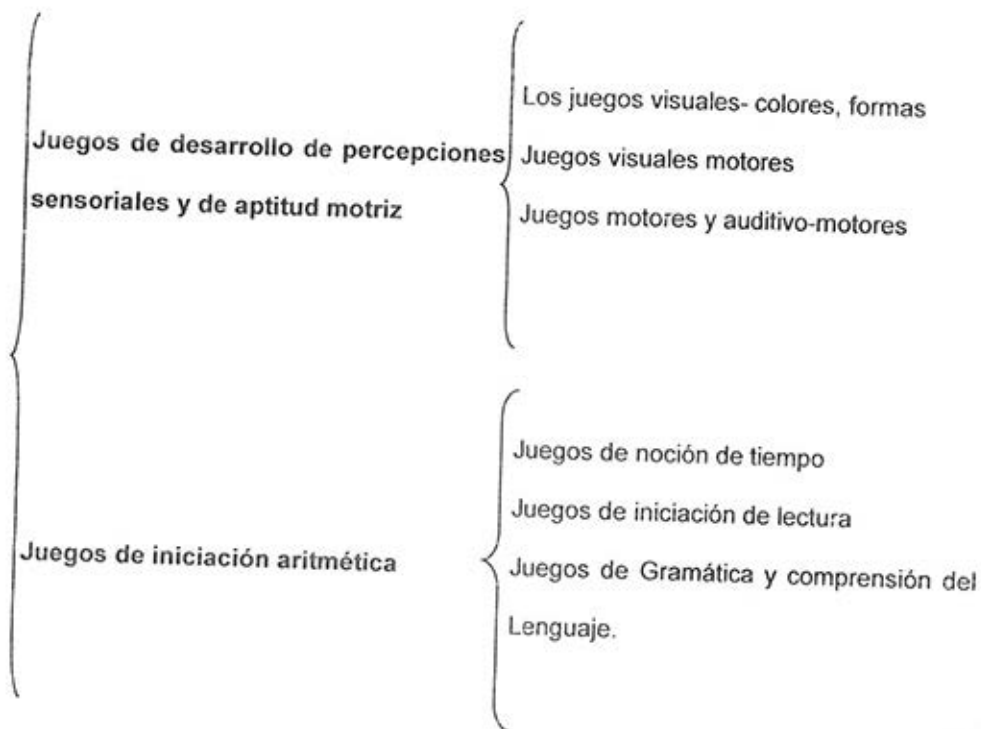 Juegos de desarrollo de percepciones
sensoriales y de aptitud motriz
Los juegos visuales- colores, formas
Juegos visuales motores
Juegos motores y auditivo-motores
Juegos de iniciación aritmética
Juegos de noción de tiempo
Juegos de iniciación de lectura
Juegos de Gramática y comprensión del
Lenguaje.